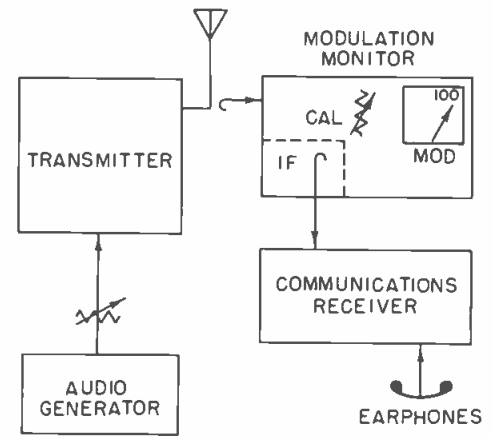 MODULATION
MONITOR
TRANSMITTER
CAL
100
MOD
IF
COMMUNICATIONS
RECEIVER
AUDIO
GENERATOR
EARPHONES